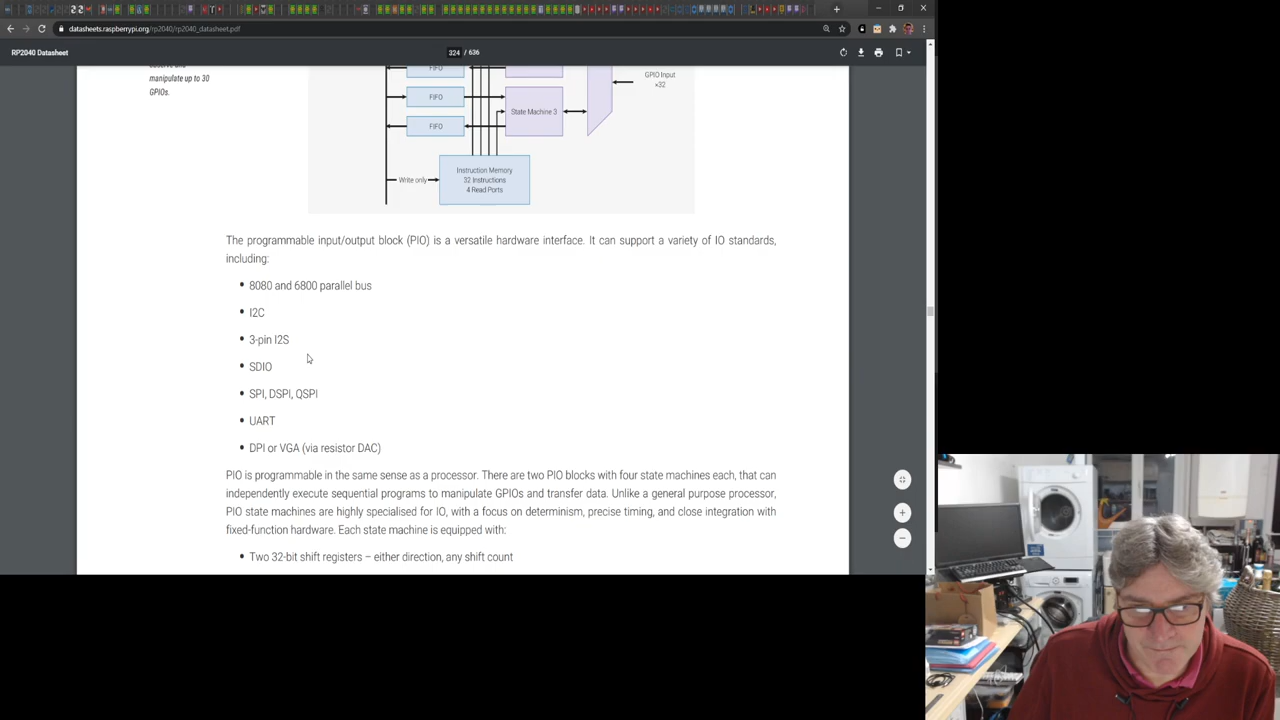 datasheets.raspberrypi.org/rp2040/rp2040_datasheet.pdf
RP2040 Datasheet
324 / 636
manipulate up to 30
GPIOs.
FIFO
GPIO Input
×32
FIFO
State Machine 3
FIFO
Instruction Memory
32 Instructions
4 Read Ports
Write only
The programmable input/output block (PIO) is a versatile hardware interface. It can support a variety of IO standards,
including:
• 8080 and 6800 parallel bus
• I2C
• 3-pin I2S
• SDIO
• SPI, DSPI, QSPI
• UART
• DPI or VGA (via resistor DAC)
PIO is programmable in the same sense as a processor. There are two PIO blocks with four state machines each, that can
independently execute sequential programs to manipulate GPIOs and transfer data. Unlike a general purpose processor,
PIO state machines are highly specialised for IO, with a focus on determinism, precise timing, and close integration with
fixed-function hardware. Each state machine is equipped with:
• Two 32-bit shift registers – either direction, any shift count